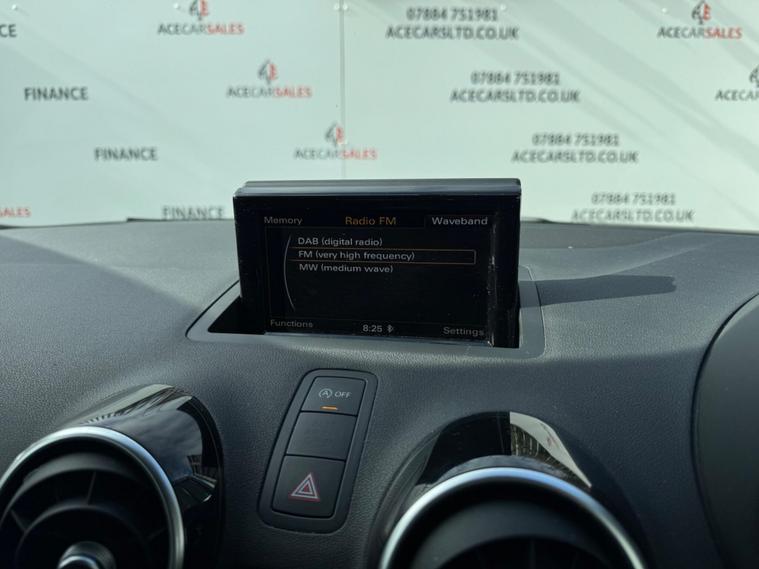 ACECARSALES
07884 751981
ACECARSLTD.CO.UK
ACECARSALES
CE
FINANCE
ACECARSALES
07884 751981
ACECARSLTD.CO.UK
ACECAR
FINANCE
ACECARSALES
07884 751981
ACECARSLTD.CO.UK
SALES
FINANCE
07884 751981
ACECARSLTD.CO.UK
Memory
Radio FM
Waveband
DAB (digital radio)
FM (very high frequency)
MW (medium wave)
Functions
8:25
Settings
A OFF